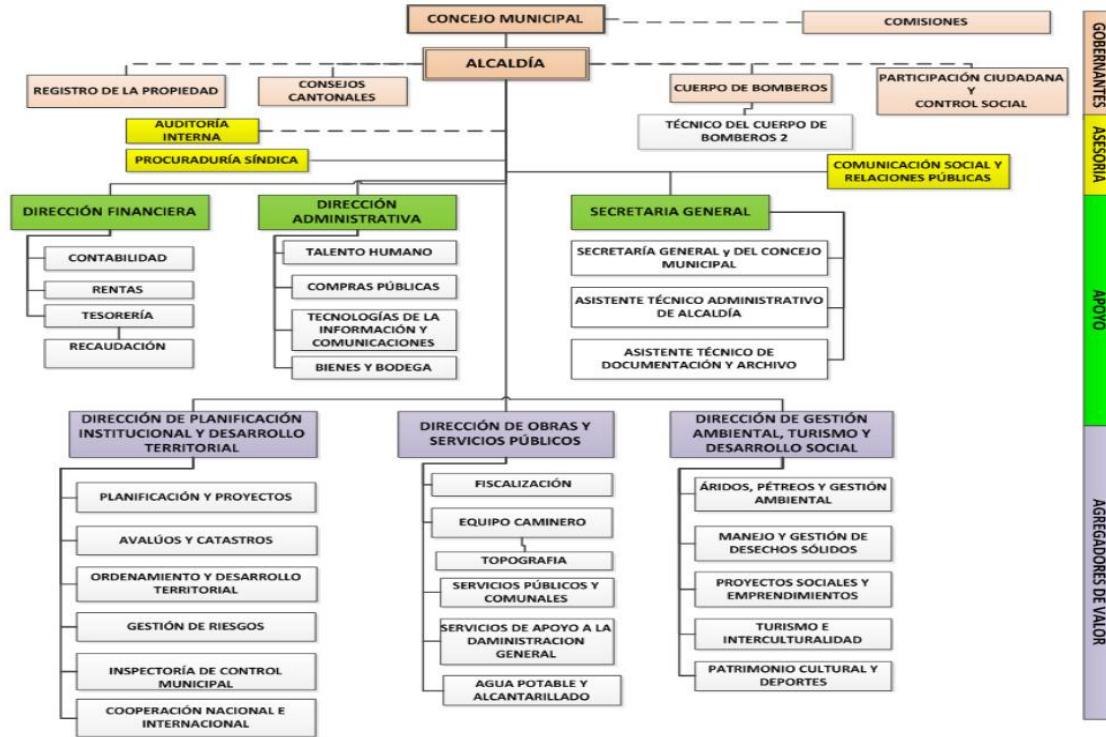 CONCEJO MUNICIPAL
COMISIONES
ALCALDÍA
REGISTRO DE LA PROPIEDAD
CONSEJOS
CANTONALES
CUERPO DE BOMBEROS
PARTICIPACIÓN CIUDADANA
Y
CONTROL SOCIAL
GOBERNANTES
AUDITORÍA
INTERNA
TÉCNICO DEL CUERPO DE
BOMBEROS 2
PROCURADURÍA SÍNDICA
COMUNICACIÓN SOCIAL Y
RELACIONES PÚBLICAS
ASESORIA
DIRECCIÓN FINANCIERA
CONTABILIDAD
RENTAS
TESORERÍA
RECAUDACIÓN
DIRECCIÓN
ADMINISTRATIVA
TALENTO HUMANO
COMPRAS PÚBLICAS
TECNOLOGÍAS DE LA
INFORMACIÓN Y
COMUNICACIONES
BIENES Y BODEGA
SECRETARIA GENERAL
SECRETARÍA GENERAL y DEL CONCEJO
MUNICIPAL
ASISTENTE TÉCNICO ADMINISTRATIVO
DE ALCALDÍA
ASISTENTE TÉCNICO DE
DOCUMENTACIÓN Y ARCHIVO
APOYO
DIRECCIÓN DE PLANIFICACIÓN
INSTITUCIONAL Y DESARROLLO
TERRITORIAL
PLANIFICACIÓN Y PROYECTOS
AVALÚOS Y CATASTROS
ORDENAMIENTO Y DESARROLLO
TERRITORIAL
GESTIÓN DE RIESGOS
INSPECTORÍA DE CONTROL
MUNICIPAL
COOPERACIÓN NACIONAL E
INTERNACIONAL
DIRECCIÓN DE OBRAS Y
SERVICIOS PÚBLICOS
FISCALIZACIÓN
EQUIPO CAMINERO
TOPOGRAFIA
SERVICIOS PÚBLICOS Y
COMUNALES
SERVICIOS DE APOYO A LA
DAMINISTRACION
GENERAL
AGUA POTABLE Y
ALCANTARILLADO
DIRECCIÓN DE GESTIÓN
AMBIENTAL, TURISMO Y
DESARROLLO SOCIAL
ÁRIDOS, PÉTREOS Y GESTIÓN
AMBIENTAL
MANEJO Y GESTIÓN DE
DESECHOS SÓLIDOS
PROYECTOS SOCIALES Y
EMPRENDIMIENTOS
TURISMO E
INTERCULTURALIDAD
PATRIMONIO CULTURAL Y
DEPORTES
AGREGADORES DE VALOR